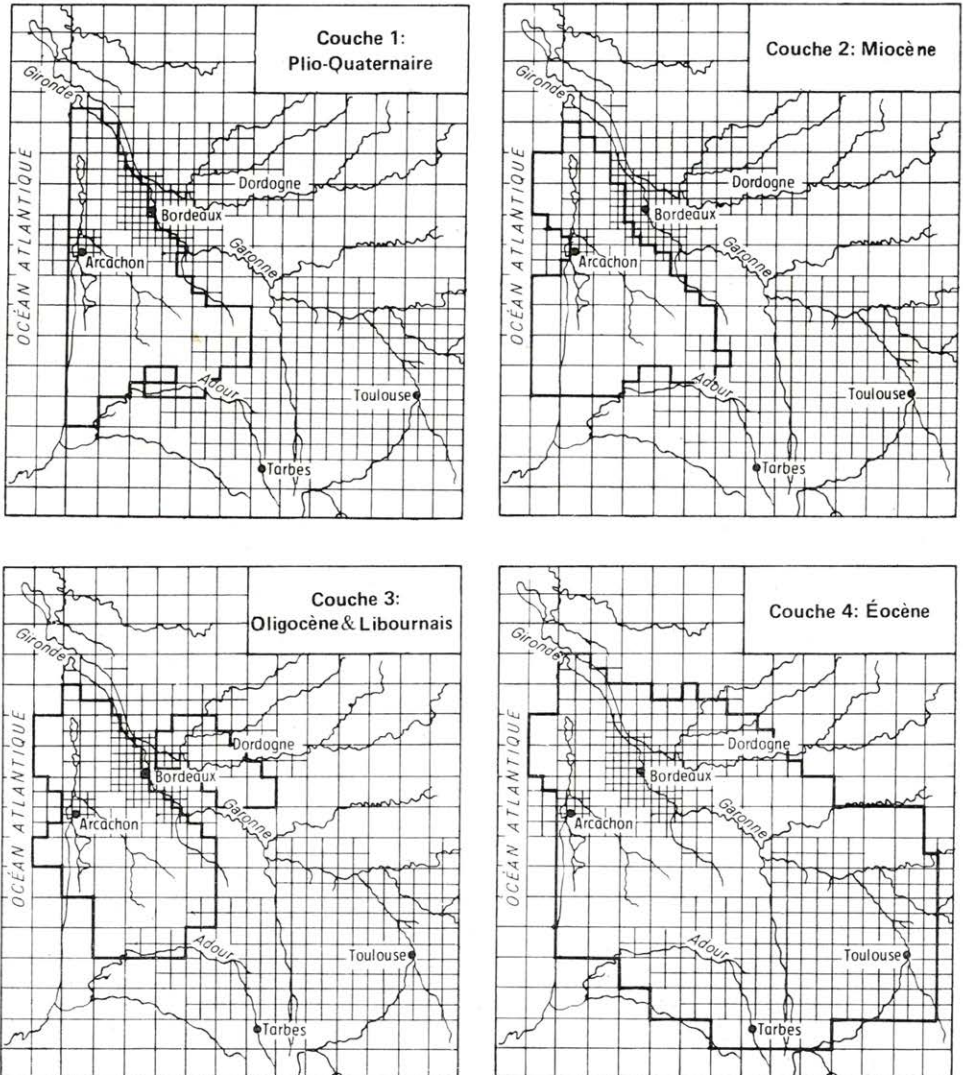 Couche 1:
Plio-Quaternaire
Gironde
OCÉAN ATLANTIQUE
Dordogne
Bordeaux
Garonne
Arcachon
Adour
Toulouse
Tarbes
Couche 2: Miocène
Gironde
OCÉAN ATLANTIQUE
Dordogne
Bordeaux
Garonne
Arcachon
Adour
Toulouse
Tarbes
Couche 3:
Oligocène & Libournais
Gironde
OCÉAN ATLANTIQUE
Dordogne
Bordeaux
Garonne
Arcachon
Adour
Toulouse
Tarbes
Couche 4: Éocène
Gironde
OCÉAN ATLANTIQUE
Dordogne
Bordeaux
Garonne
Arcachon
Adour
Toulouse
Tarbes